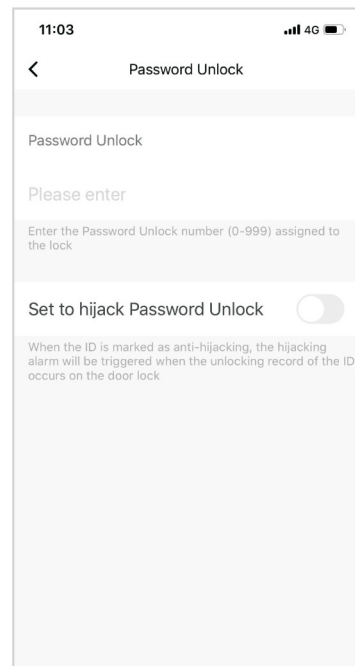 11:03
4G
Password Unlock
Password Unlock
Please enter
Enter the Password Unlock number (0-999) assigned to
the lock
Set to hijack Password Unlock
When the ID is marked as anti-hijacking, the hijacking
alarm will be triggered when the unlocking record of the ID
occurs on the door lock